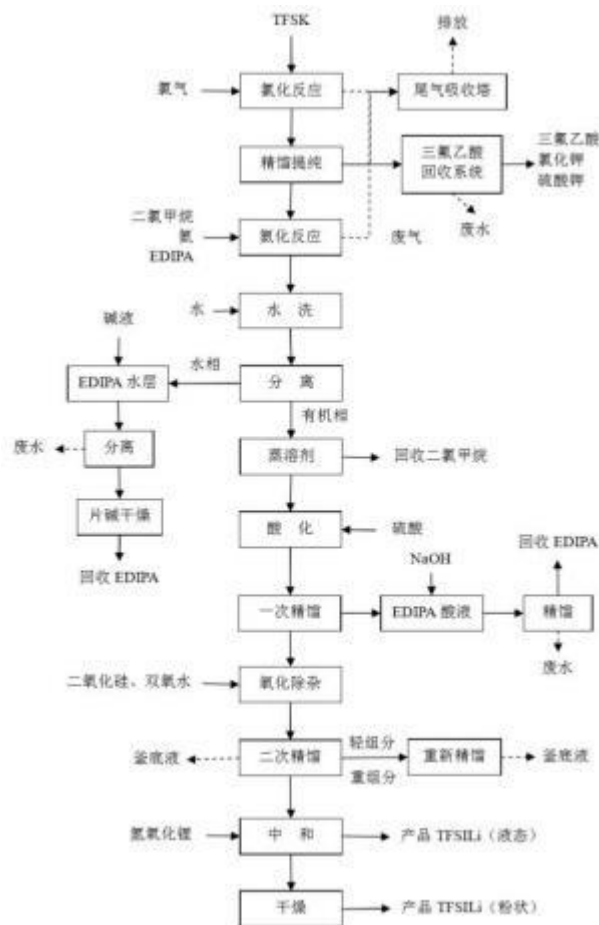 TFSK
排放
氯气
氯化反应
尾气吸收塔
精馏提纯
三氟乙酸
回收系统
三氟乙酸
氯化钾
硫酸钾
二氯甲烷
氨
EDIPA
氨化反应
废气
废水
水
水 洗
碱液
EDIPA 水层
水相
分 离
有机相
废水
分离
蒸溶剂
回收二氯甲烷
片碱干燥
酸 化
硫酸
回收 EDIPA
NaOH
回收 EDIPA
一次精馏
EDIPA 酸液
精馏
废水
二氧化硅、双氧水
氧化除杂
釜底液
二次精馏
轻组分
重组分
重新精馏
釜底液
氢氧化锂
中 和
产品 TFSILi（液态）
干燥
产品 TFSILi（粉状）